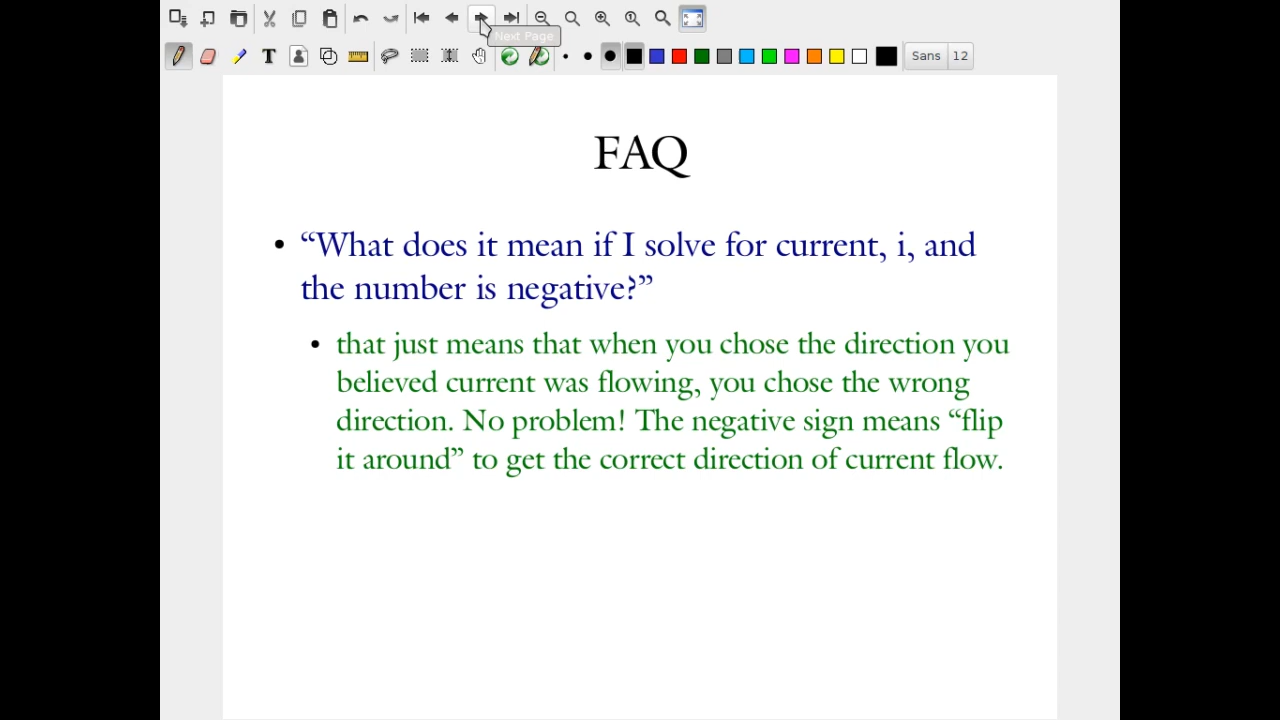 Next Page
Sans 12
FAQ
• “What does it mean if I solve for current, i, and
the number is negative?”
• that just means that when you chose the direction you
believed current was flowing, you chose the wrong
direction. No problem! The negative sign means “flip
it around” to get the correct direction of current flow.